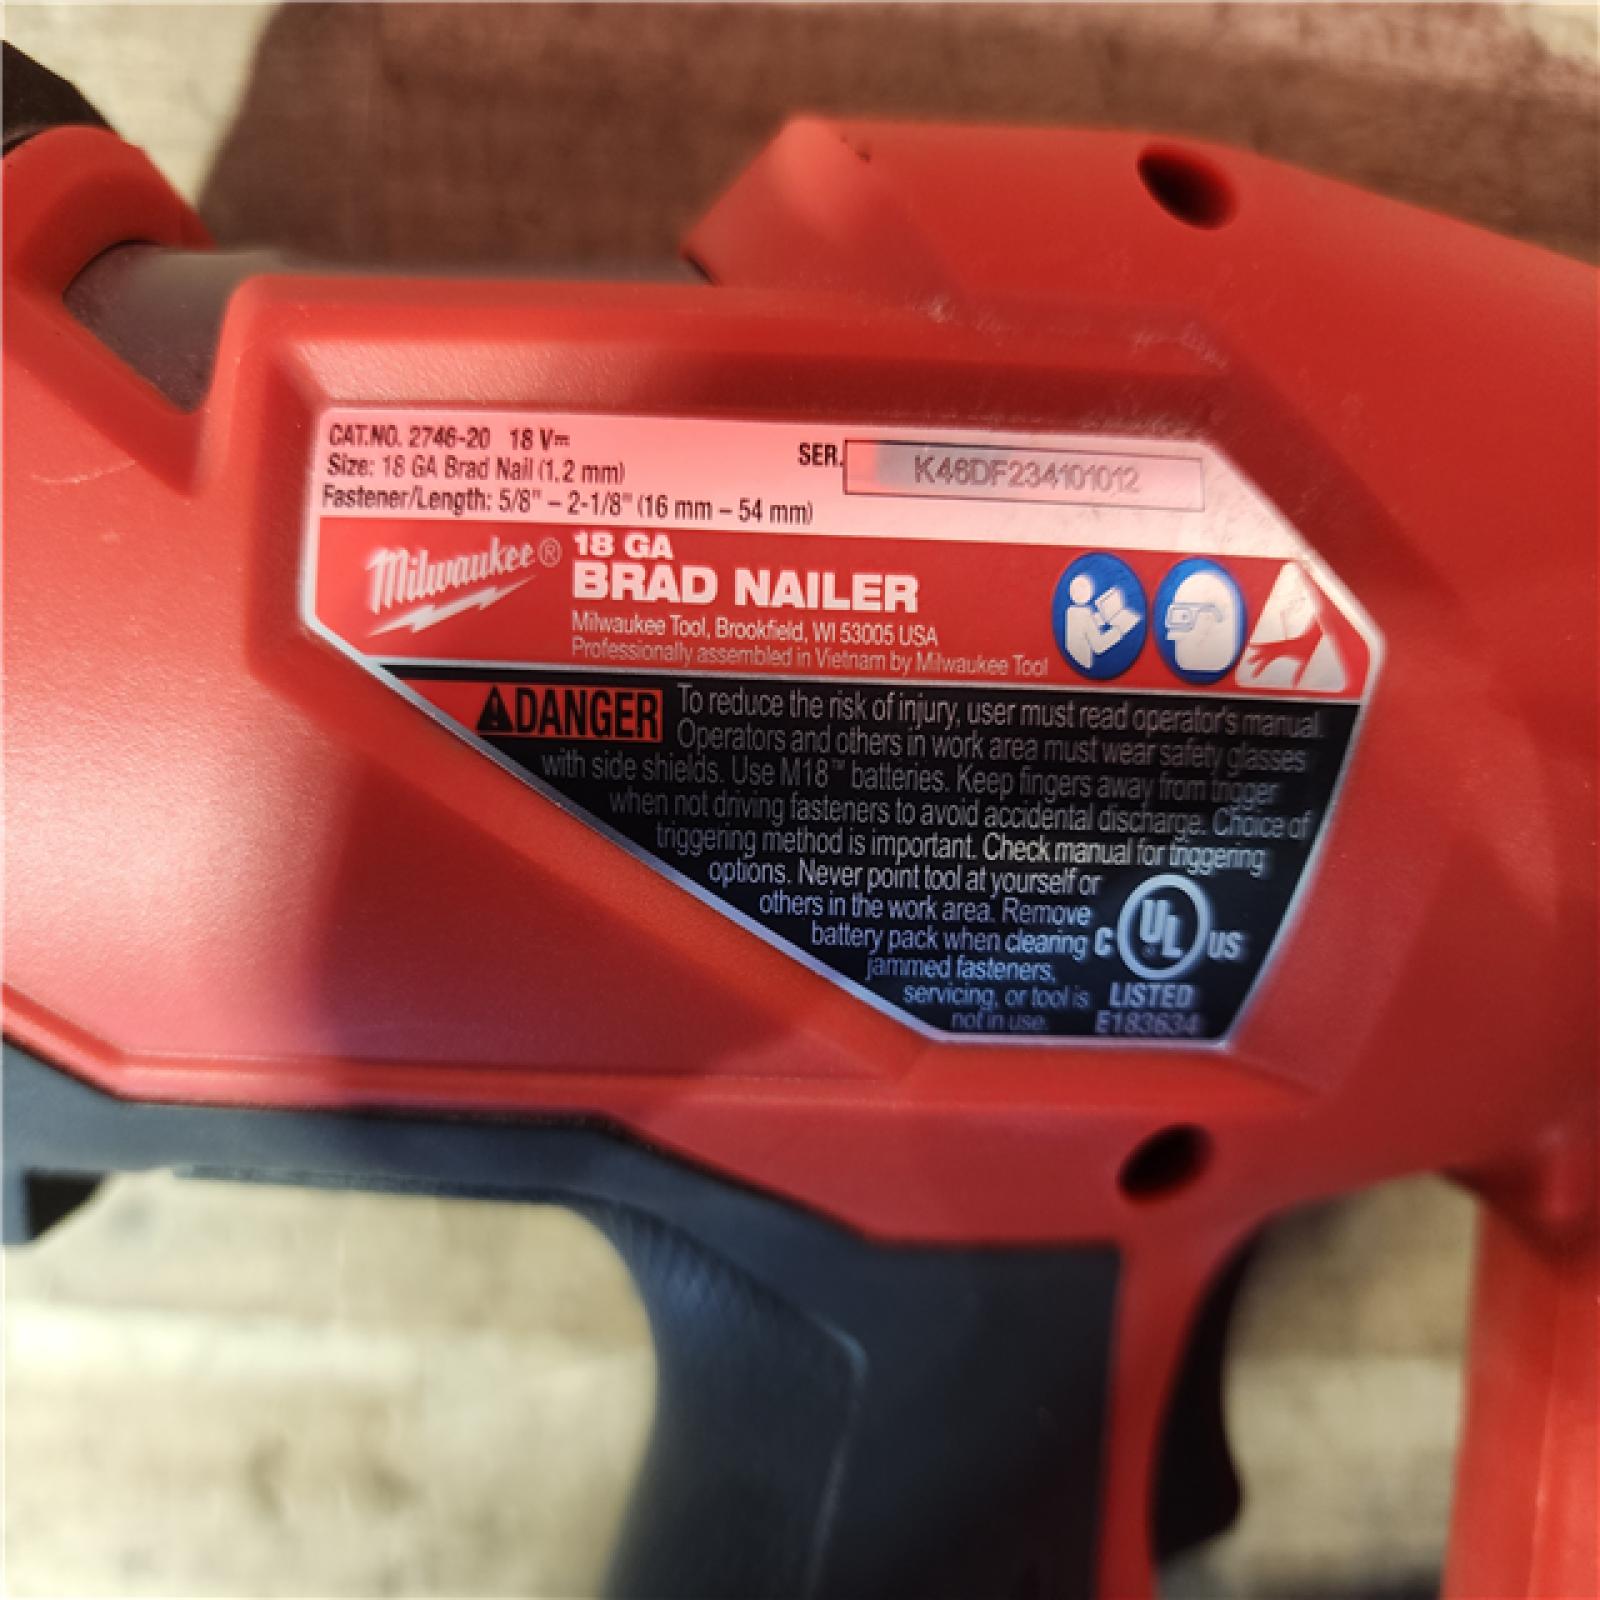 CAT.NO. 2746-20 18 V⎓
Size: 18 GA Brad Nail (1.2 mm)
Fastener/Length: 5/8" – 2-1/8" (16 mm – 54 mm)
SER. K46DF234101012
Milwaukee®
18 GA
BRAD NAILER
Milwaukee Tool, Brookfield, WI 53005 USA
Professionally assembled in Vietnam by Milwaukee Tool
DANGER
To reduce the risk of injury, user must read operator's manual.
Operators and others in work area must wear safety glasses
with side shields. Use M18™ batteries. Keep fingers away from trigger
when not driving fasteners to avoid accidental discharge. Choice of
triggering method is important. Check manual for triggering
options. Never point tool at yourself or
others in the work area. Remove
battery pack when clearing
jammed fasteners,
servicing, or tool is
not in use.
C UL US
LISTED
E183634